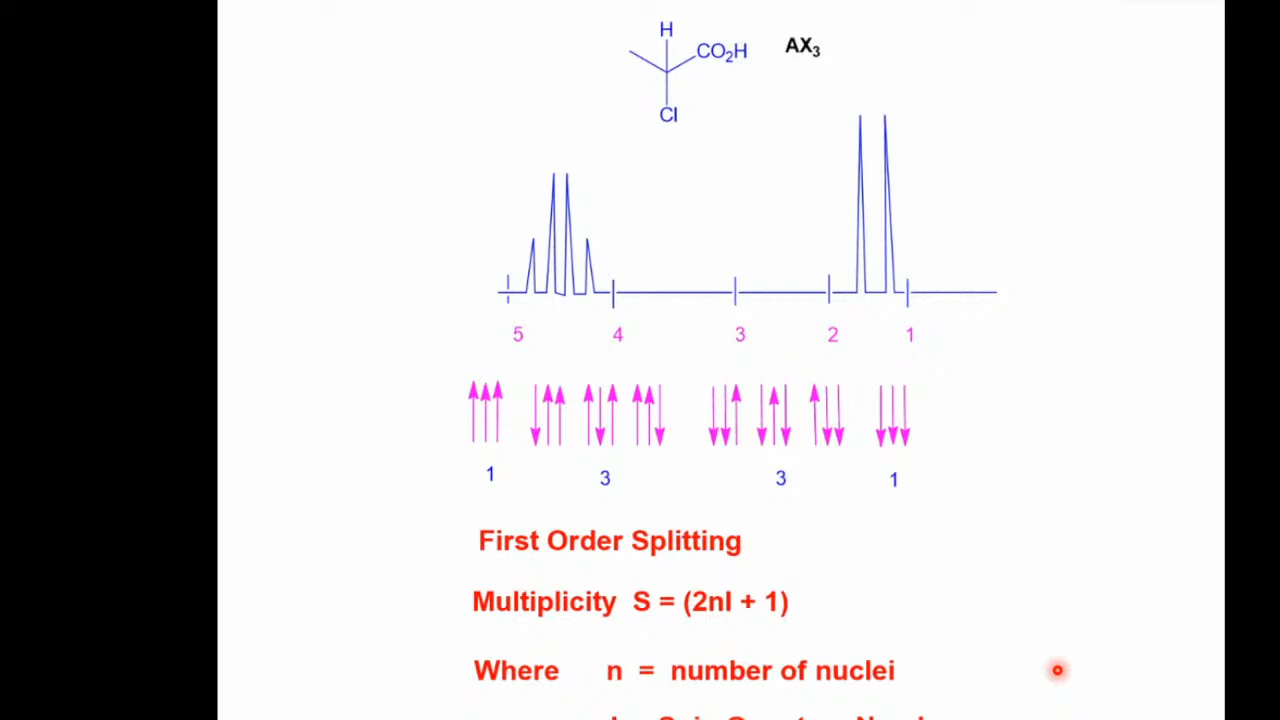 H
CO₂H
AX₃
Cl
5 4 3 2 1
1 3 3 1
First Order Splitting
Multiplicity S = (2nI + 1)
Where n = number of nuclei